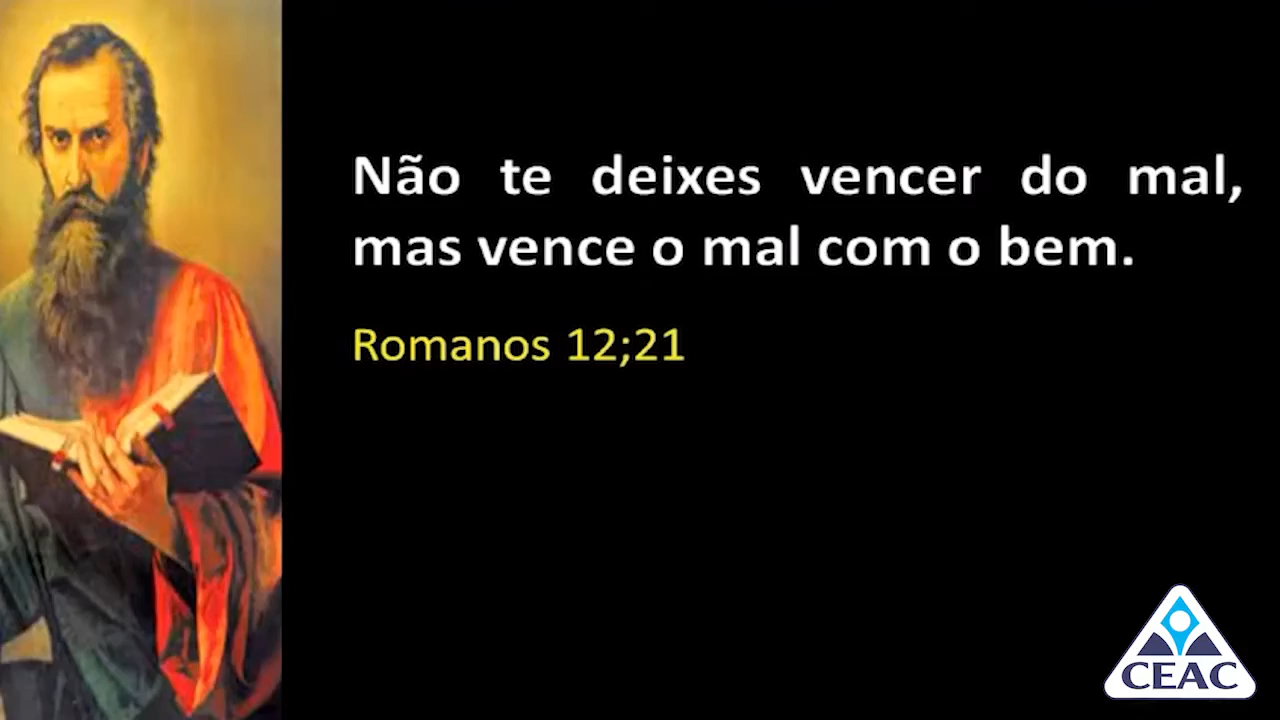 Não te deixes vencer do mal,
mas vence o mal com o bem.
Romanos 12;21
CEAC